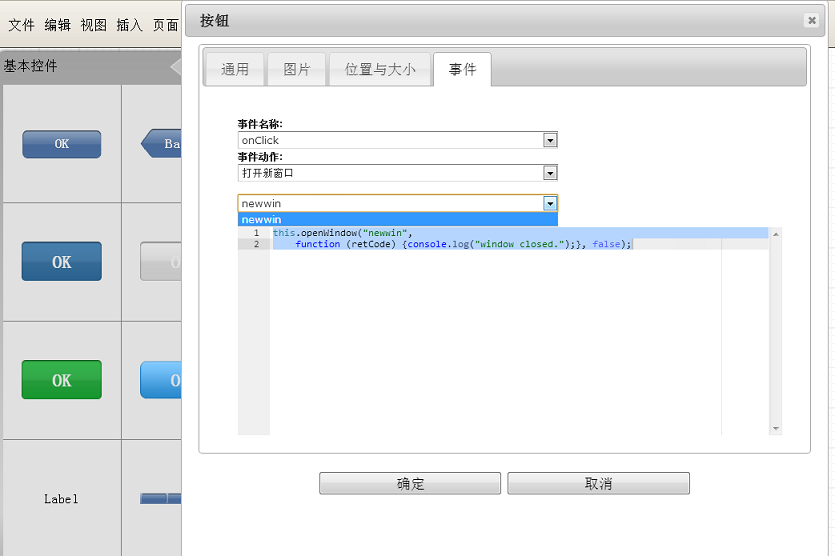 文件 编辑 视图 插入 页面
基本控件
OK
Ba
OK
OK
Label
按钮
通用 图片 位置与大小 事件
事件名称:
onClick
事件动作:
打开新窗口
newwin
newwin
1 this.openWindow("newwin",
2 function (retCode) {console.log("window closed.");}, false);
确定 取消